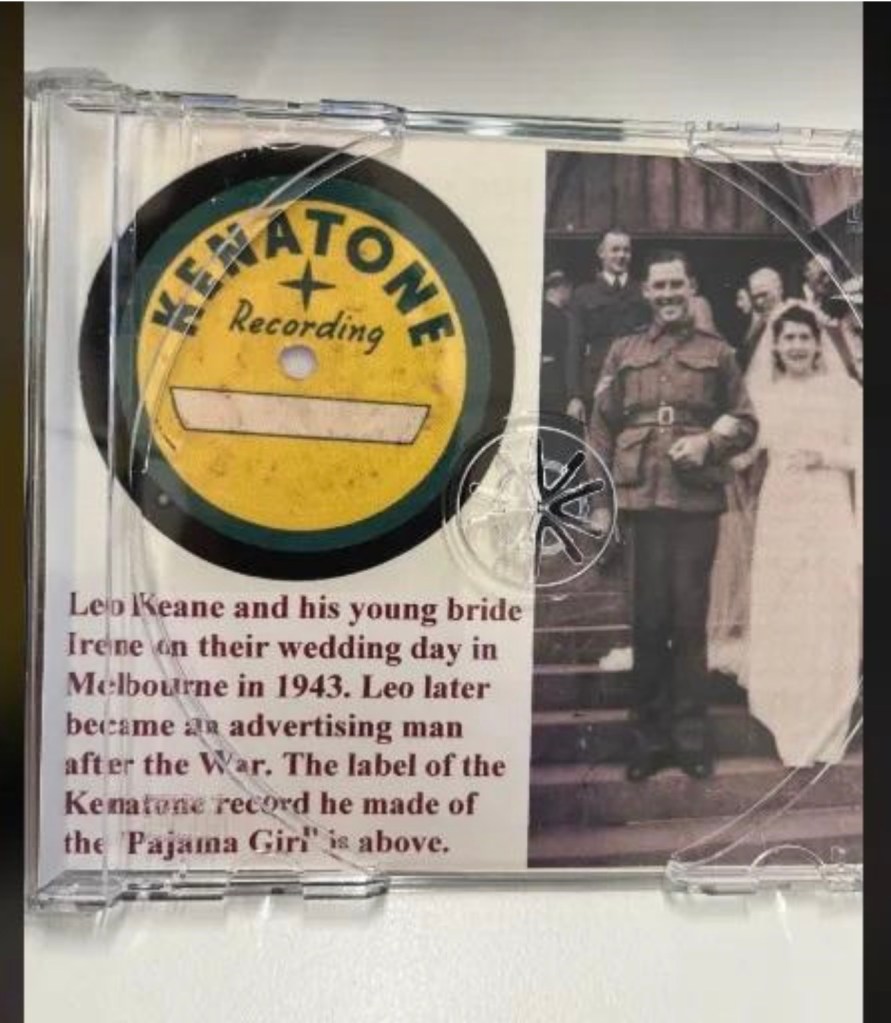 KENATONE
Recording
Leo Keane and his young bride
Irene on their wedding day in
Melbourne in 1943. Leo later
became an advertising man
after the War. The label of the
Kenatone record he made of
the 'Pajama Girl' is above.